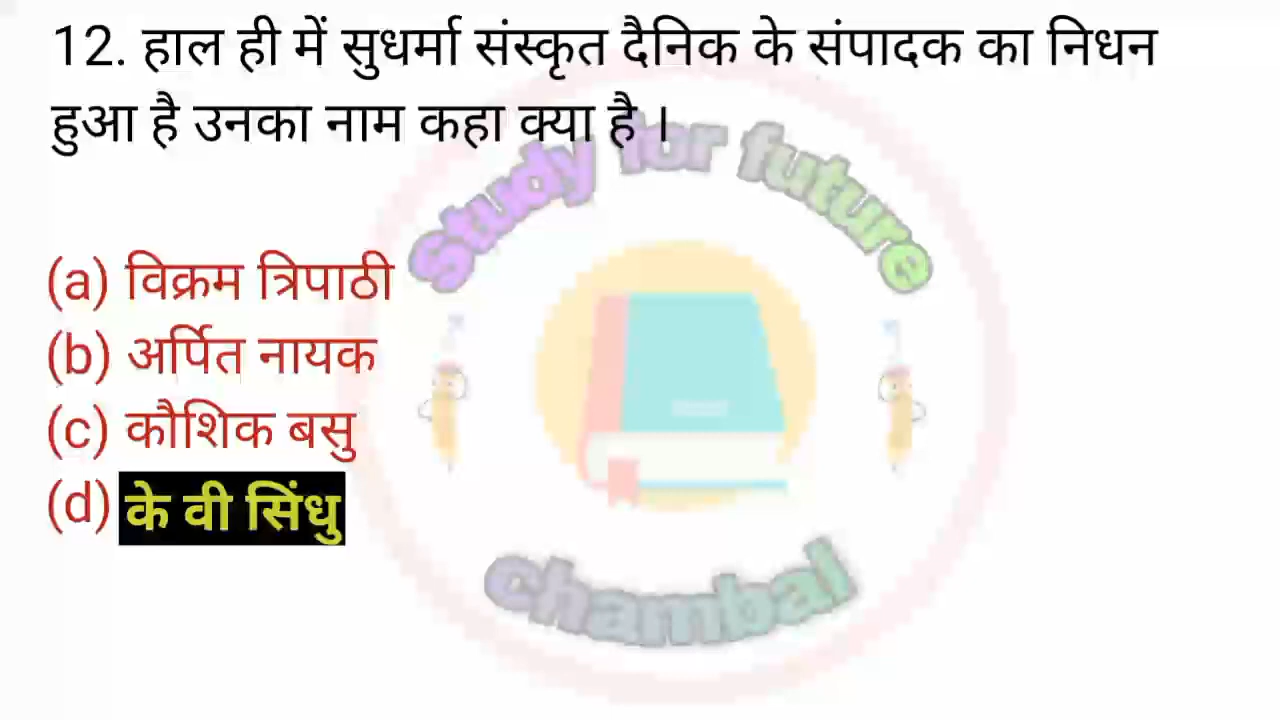 12. हाल ही में सुधर्मा संस्कृत दैनिक के संपादक का निधन
हुआ है उनका नाम कहा क्या है ।
Study for future
(a) विक्रम त्रिपाठी
(b) अर्पित नायक
(c) कौशिक बसु
(d) के वी सिंधु
chambal